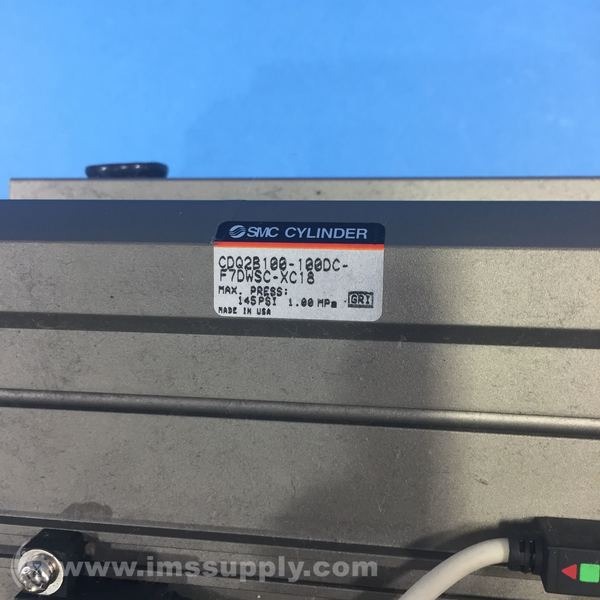 SMC CYLINDER
CDQ2B100-100DC-
F7DWSC-XC18
MAX. PRESS:
145PSI 1.00 MPa GRI
MADE IN USA
www.imssupply.com